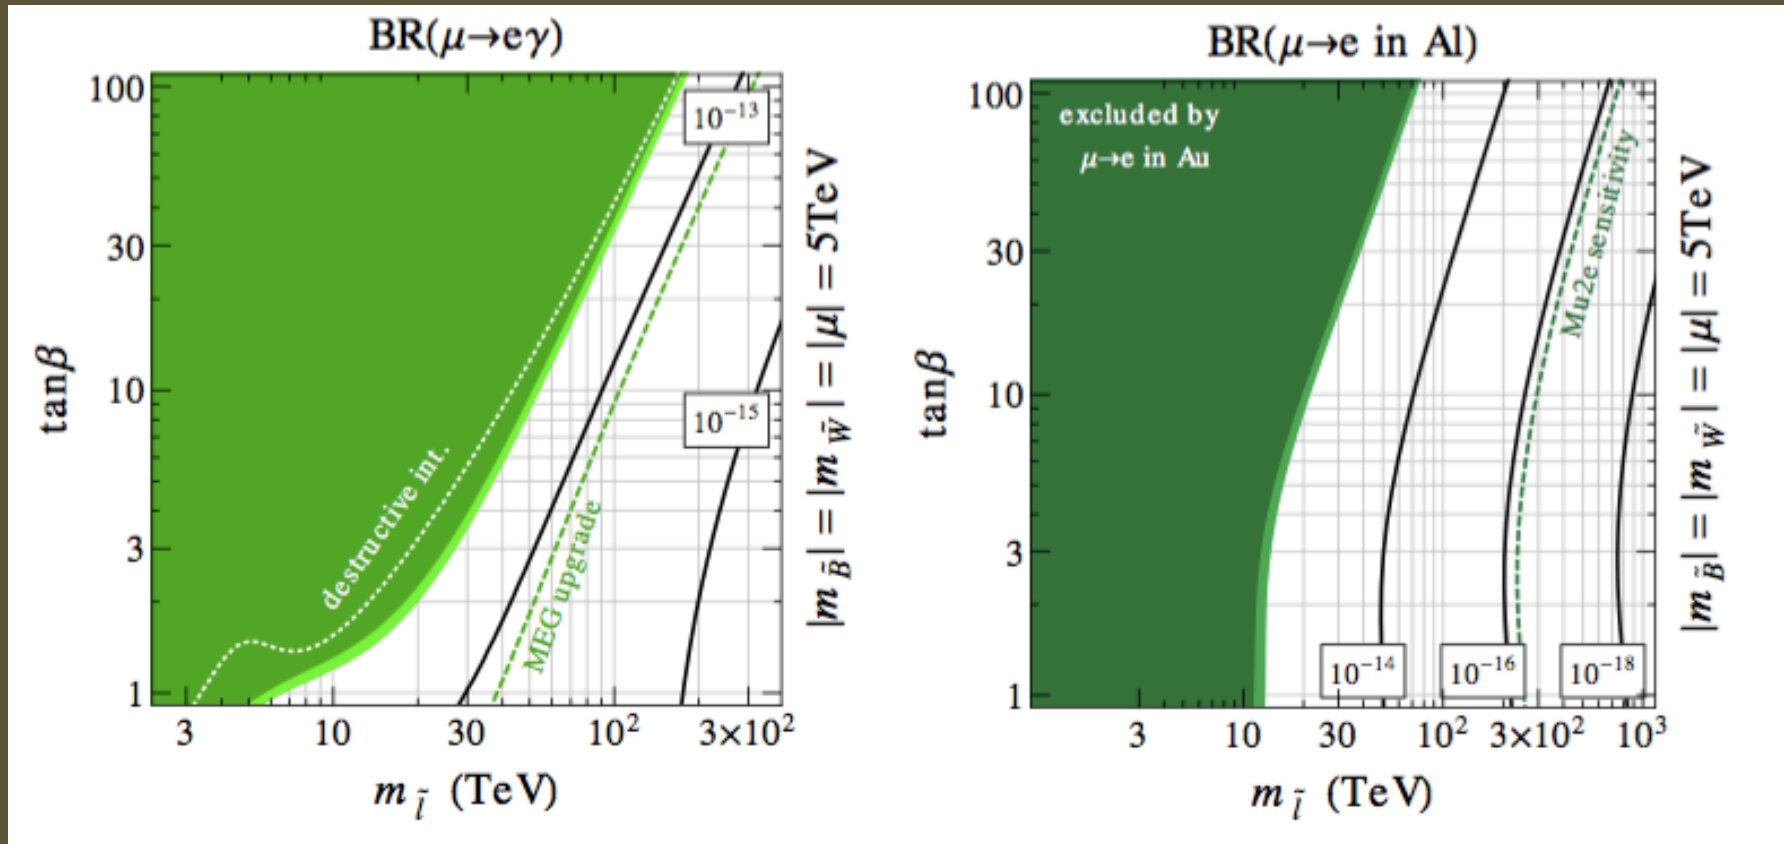 BR(μ→eγ)
100
30
10
3
1
tanβ
10⁻¹³
10⁻¹⁵
destructive int.
MEG upgrade
3
10
30
10²
3×10²
m_l̃ (TeV)
|m_B̃| = |m_W̃| = |μ| = 5TeV
BR(μ→e in Al)
100
30
10
3
1
tanβ
excluded by
μ→e in Au
Mu2e sensitivity
10⁻¹⁴
10⁻¹⁶
10⁻¹⁸
3
10
30
10²
3×10²
10³
m_l̃ (TeV)
|m_B̃| = |m_W̃| = |μ| = 5TeV